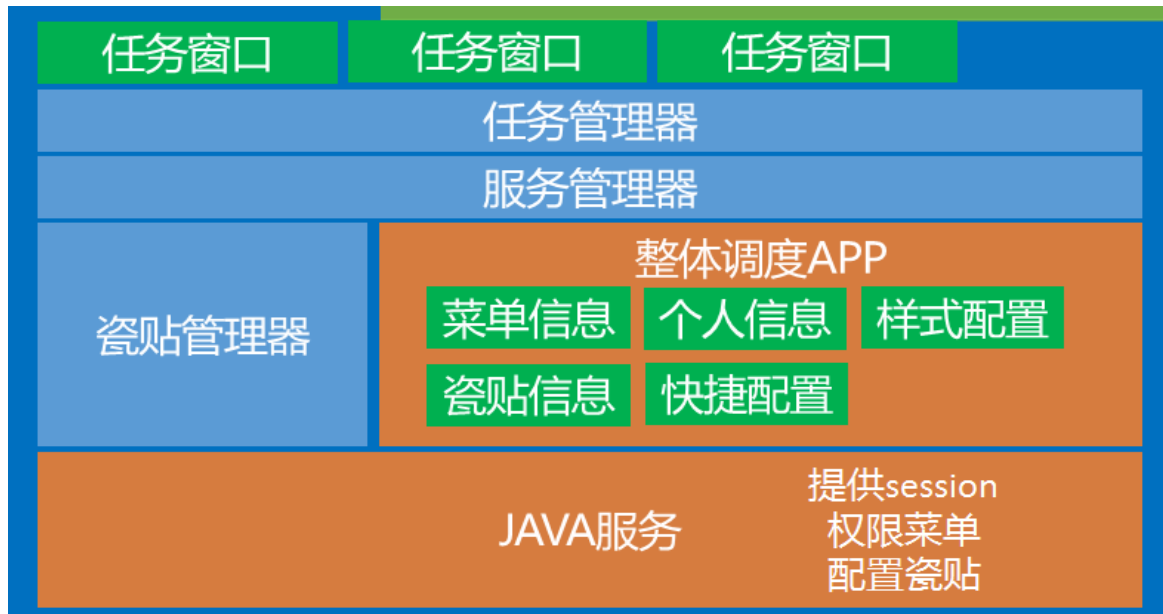 任务窗口 任务窗口 任务窗口
任务管理器
服务管理器
瓷贴管理器
整体调度APP
菜单信息 个人信息 样式配置
瓷贴信息 快捷配置
JAVA服务
提供session
权限菜单
配置瓷贴